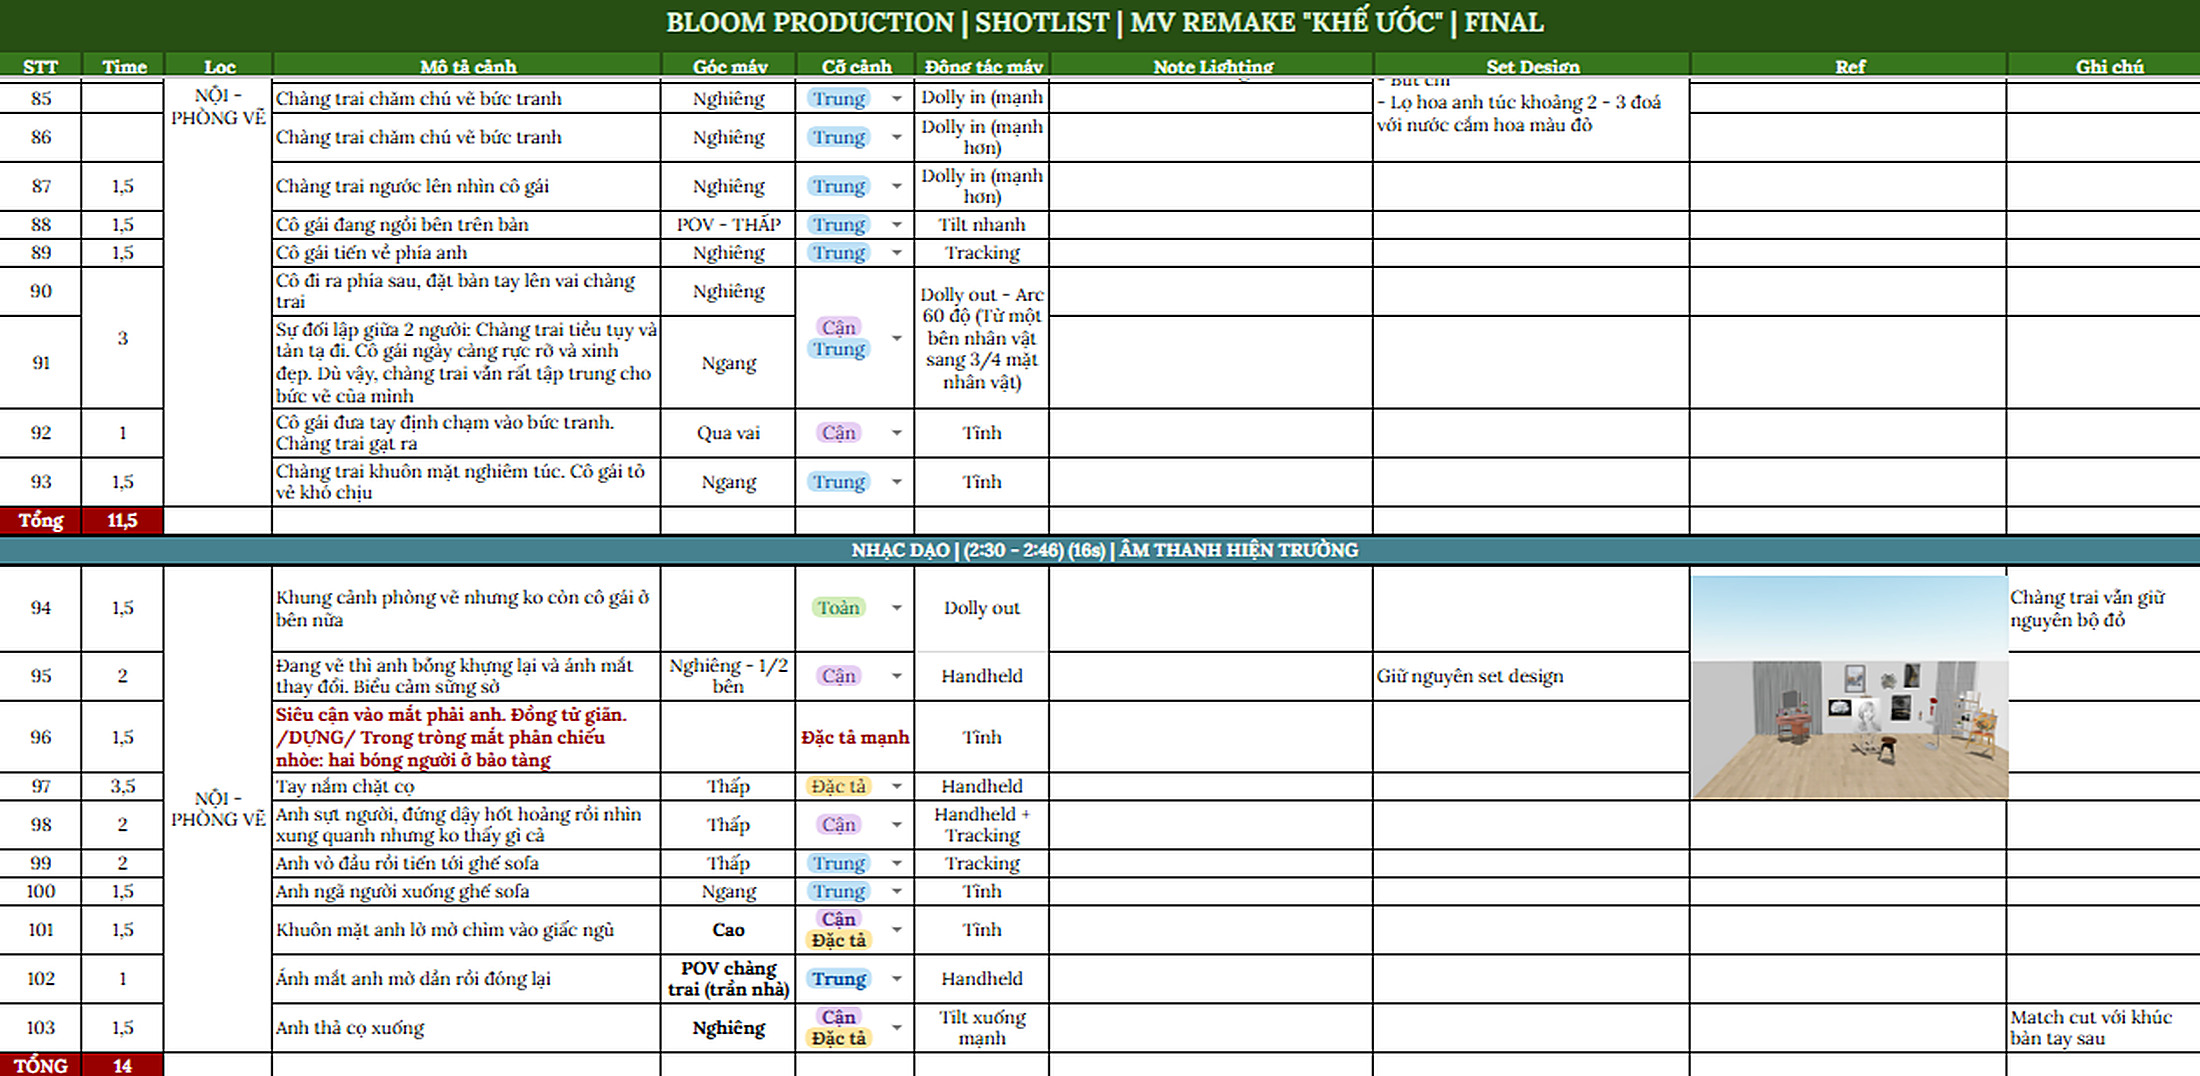 BLOOM PRODUCTION | SHOTLIST | MV REMAKE "KHẾ ƯỚC" | FINAL
STT Time Loc Mô tả cảnh Góc máy Cỡ cảnh Động tác máy Note Lighting Set Design Ref Ghi chú
NỘI -
PHÒNG VẼ
- Bút chì
- Lọ hoa anh túc khoảng 2 - 3 đoá
với nước cắm hoa màu đỏ
85 Chàng trai chăm chú vẽ bức tranh Nghiêng Trung Dolly in (mạnh
86 Chàng trai chăm chú vẽ bức tranh Nghiêng Trung Dolly in (mạnh
hơn)
87 1,5 Chàng trai ngước lên nhìn cô gái Nghiêng Trung Dolly in (mạnh
hơn)
88 1,5 Cô gái đang ngồi bên trên bàn POV - THẤP Trung Tilt nhanh
89 1,5 Cô gái tiến về phía anh Nghiêng Trung Tracking
90 Cô đi ra phía sau, đặt bàn tay lên vai chàng
trai
Nghiêng
3
Cận
Trung
Dolly out - Arc
60 độ (Từ một
bên nhân vật
sang 3/4 mặt
nhân vật)
91 Sự đối lập giữa 2 người: Chàng trai tiều tụy và
tàn tạ đi. Cô gái ngày càng rực rỡ và xinh
đẹp. Dù vậy, chàng trai vẫn rất tập trung cho
bức vẽ của mình
Ngang
92 1 Cô gái đưa tay định chạm vào bức tranh.
Chàng trai gạt ra
Qua vai Cận Tĩnh
93 1,5 Chàng trai khuôn mặt nghiêm túc. Cô gái tỏ
vẻ khó chịu
Ngang Trung Tĩnh
Tổng 11,5
NHẠC DẠO | (2:30 - 2:46) (16s) | ÂM THANH HIỆN TRƯỜNG
NỘI -
PHÒNG VẼ
94 1,5 Khung cảnh phòng vẽ nhưng ko còn cô gái ở
bên nữa
Toàn Dolly out
Chàng trai vẫn giữ
nguyên bộ đồ
95 2 Đang vẽ thì anh bỗng khựng lại và ánh mắt
thay đổi. Biểu cảm sững sờ
Nghiêng - 1/2
bên
Cận Handheld Giữ nguyên set design
96 1,5 Siêu cận vào mắt phải anh. Đồng tử giãn.
/DỰNG/ Trong tròng mắt phản chiếu
nhòe: hai bóng người ở bảo tàng
Đặc tả mạnh Tĩnh
97 3,5 Tay nắm chặt cọ Thấp Đặc tả Handheld
98 2 Anh sụt người, đứng dậy hốt hoảng rồi nhìn
xung quanh nhưng ko thấy gì cả
Thấp Cận Handheld +
Tracking
99 2 Anh vò đầu rồi tiến tới ghế sofa Thấp Trung Tracking
100 1,5 Anh ngã người xuống ghế sofa Ngang Trung Tĩnh
101 1,5 Khuôn mặt anh lờ mờ chìm vào giấc ngủ Cao Cận
Đặc tả
Tĩnh
102 1 Ánh mắt anh mờ dần rồi đóng lại POV chàng
trai (trần nhà)
Trung Handheld
103 1,5 Anh thả cọ xuống Nghiêng Cận
Đặc tả
Tilt xuống
mạnh
Match cut với khúc
bàn tay sau
TỔNG 14